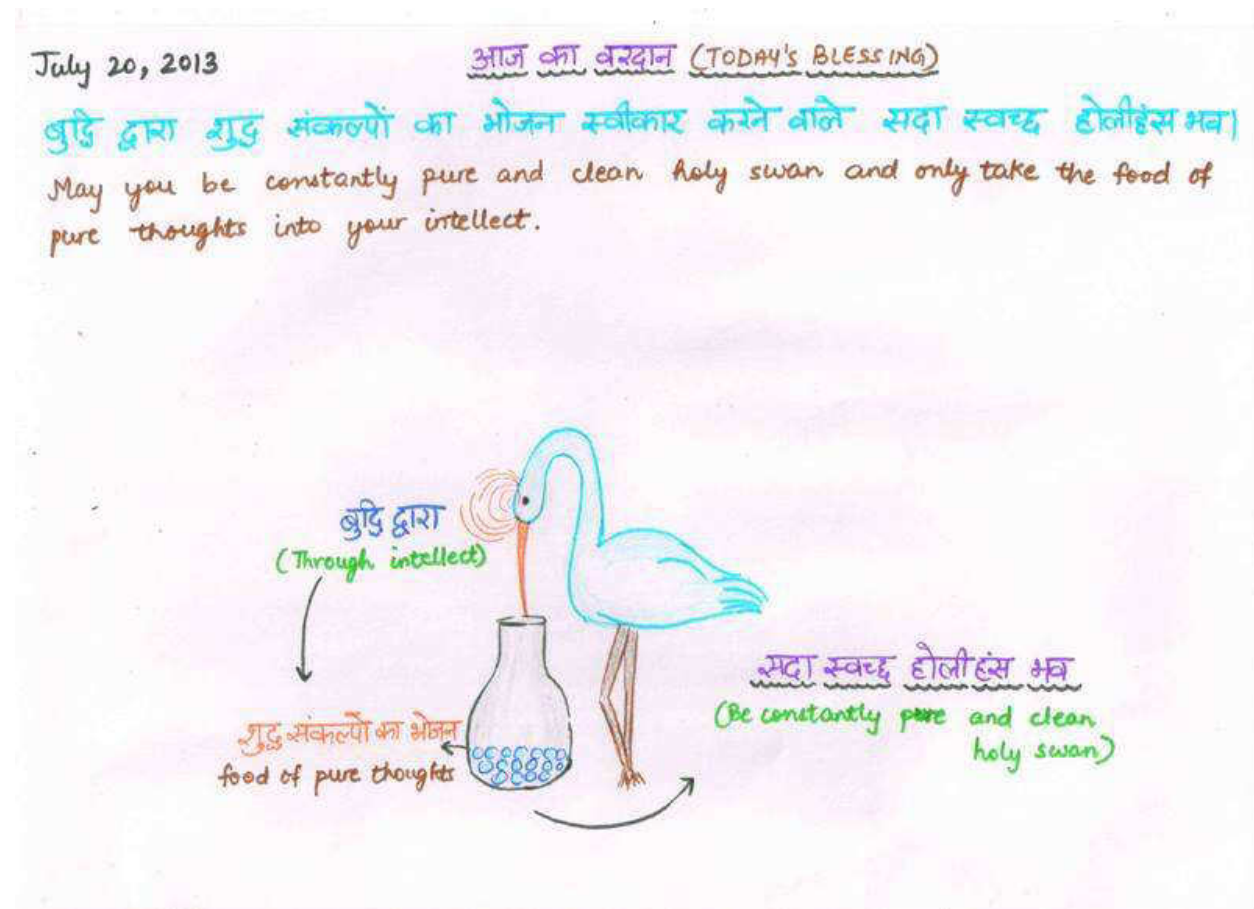 July 20, 2013
आज का वरदान (TODAY'S BLESSING)
बुद्धि द्वारा शुद्ध संकल्पों का भोजन स्वीकार करने वाले सदा स्वच्छ होलीहंस भव।
May you be constantly pure and clean holy swan and only take the food of
pure thoughts into your intellect.
बुद्धि द्वारा
(Through intellect)
शुद्ध संकल्पों का भोजन
food of pure thoughts
सदा स्वच्छ होलीहंस भव
(Be constantly pure and clean
holy swan)